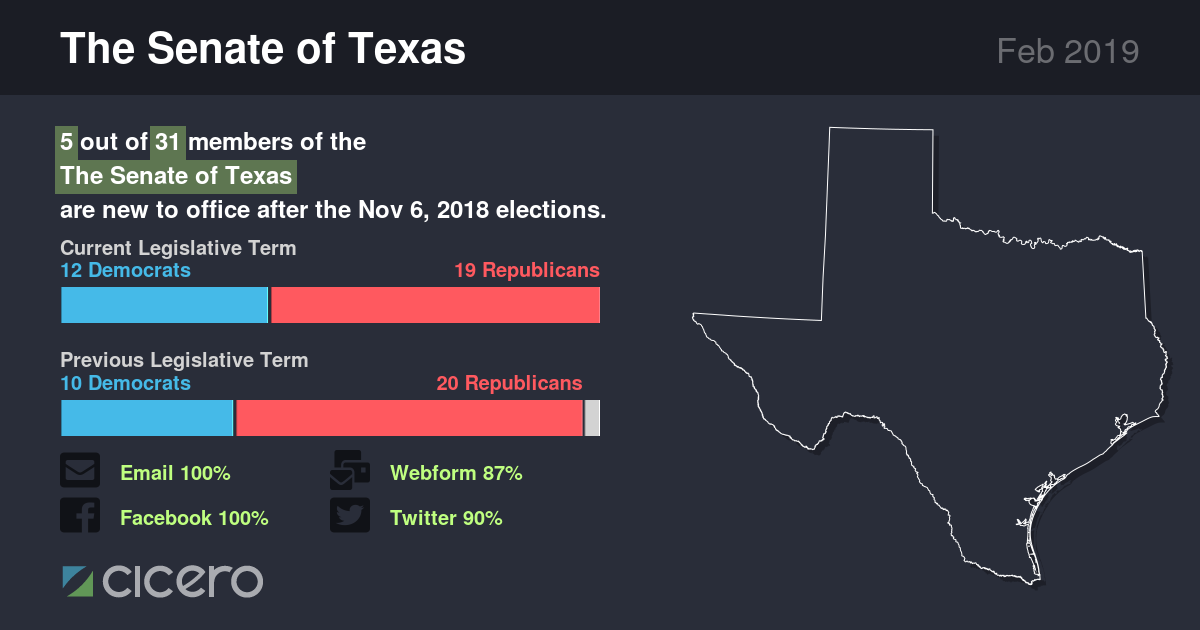 The Senate of Texas
Feb 2019
5 out of 31 members of the
The Senate of Texas
are new to office after the Nov 6, 2018 elections.
Current Legislative Term
12 Democrats 19 Republicans
Previous Legislative Term
10 Democrats 20 Republicans
Email 100% Webform 87%
Facebook 100% Twitter 90%
cicero